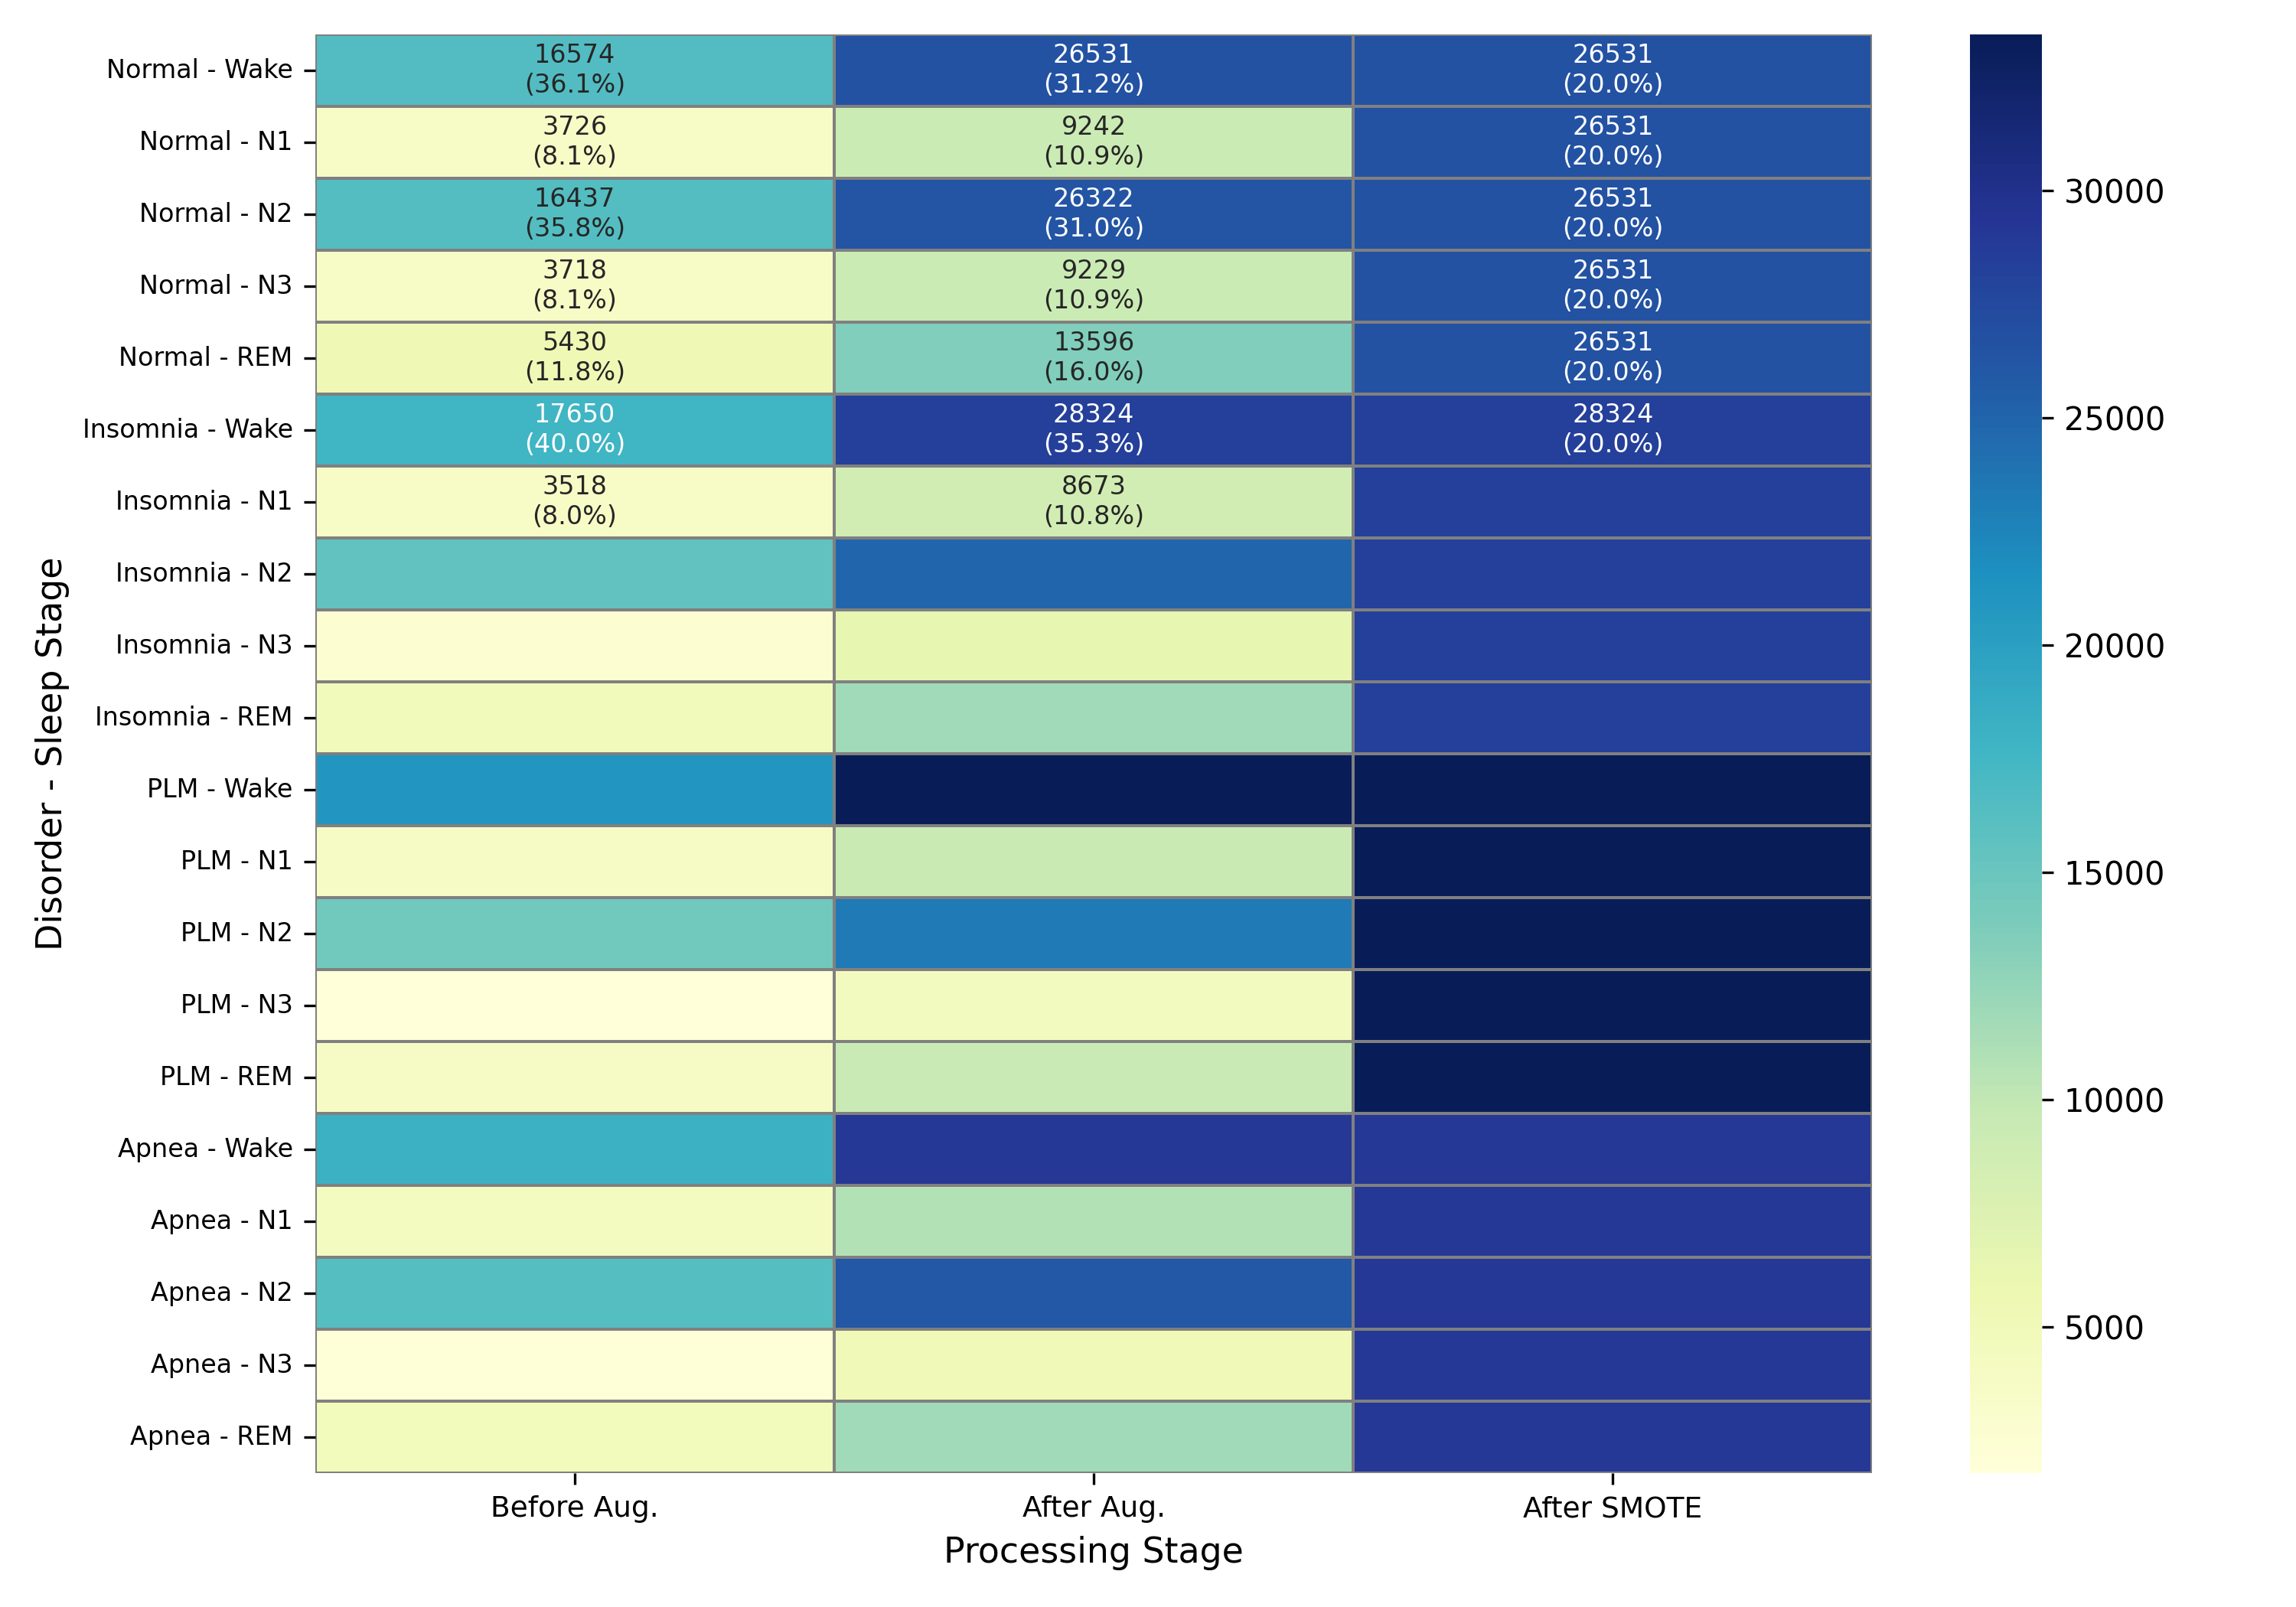 Normal - Wake
16574
(36.1%)
26531
(31.2%)
26531
(20.0%)
Normal - N1
3726
(8.1%)
9242
(10.9%)
26531
(20.0%)
Normal - N2
16437
(35.8%)
26322
(31.0%)
26531
(20.0%)
Normal - N3
3718
(8.1%)
9229
(10.9%)
26531
(20.0%)
Normal - REM
5430
(11.8%)
13596
(16.0%)
26531
(20.0%)
Insomnia - Wake
17650
(40.0%)
28324
(35.3%)
28324
(20.0%)
Insomnia - N1
3518
(8.0%)
8673
(10.8%)
Insomnia - N2
Insomnia - N3
Insomnia - REM
PLM - Wake
PLM - N1
PLM - N2
PLM - N3
PLM - REM
Apnea - Wake
Apnea - N1
Apnea - N2
Apnea - N3
Apnea - REM
Disorder - Sleep Stage
Before Aug.
After Aug.
After SMOTE
Processing Stage
30000
25000
20000
15000
10000
5000